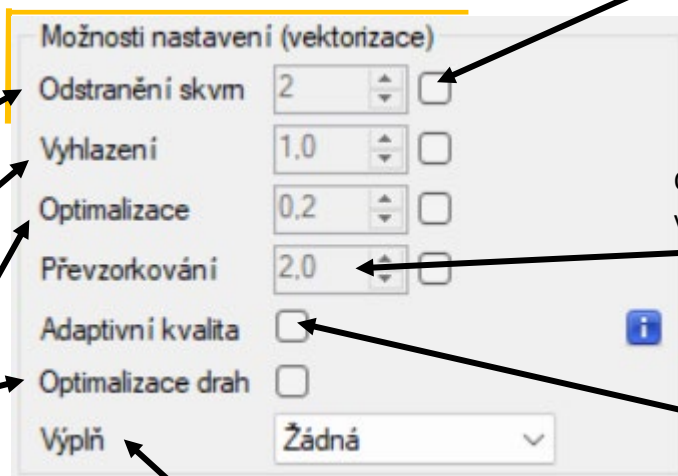 Možnosti nastavení (vektorizace)
Odstranění skvrn 2
Vyhlazení 1,0
Optimalizace 0,2
Převzorkování 2,0
Adaptivní kvalita
Optimalizace drah
Výplň Žádná